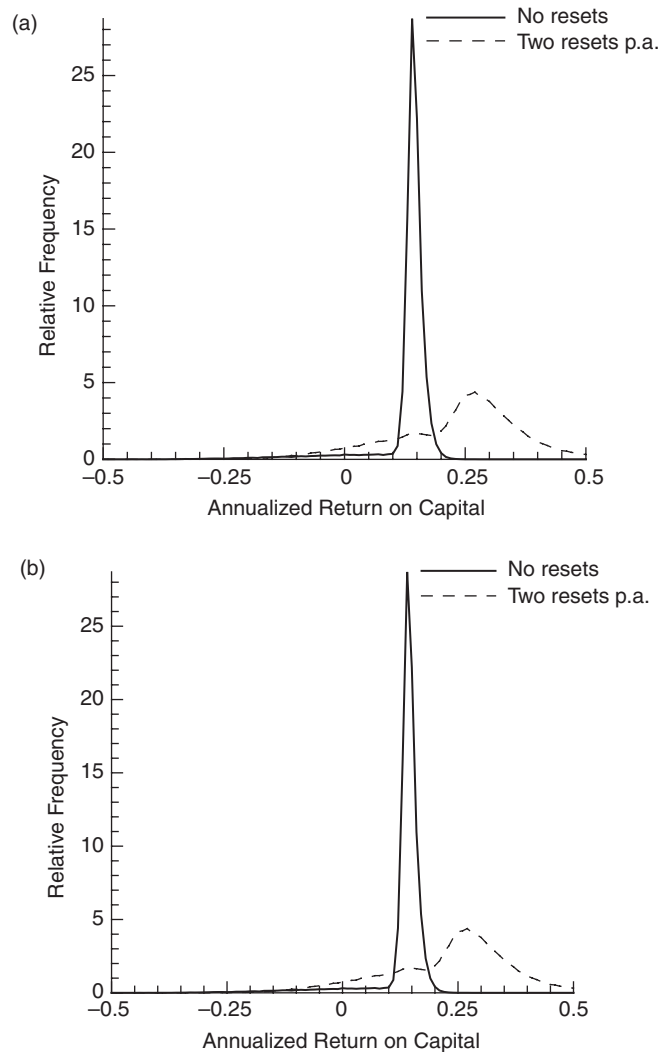 (a)
No resets
Two resets p.a.
25
20
15
10
5
0
Relative Frequency
−0.5
−0.25
0
0.25
0.5
Annualized Return on Capital
(b)
No resets
Two resets p.a.
25
20
15
10
5
0
Relative Frequency
−0.5
−0.25
0
0.25
0.5
Annualized Return on Capital